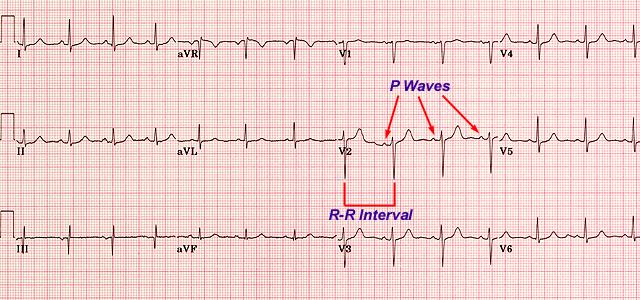 I aVR V1 V4
P Waves
II aVL V2 V5
R-R Interval
III aVF V3 V6